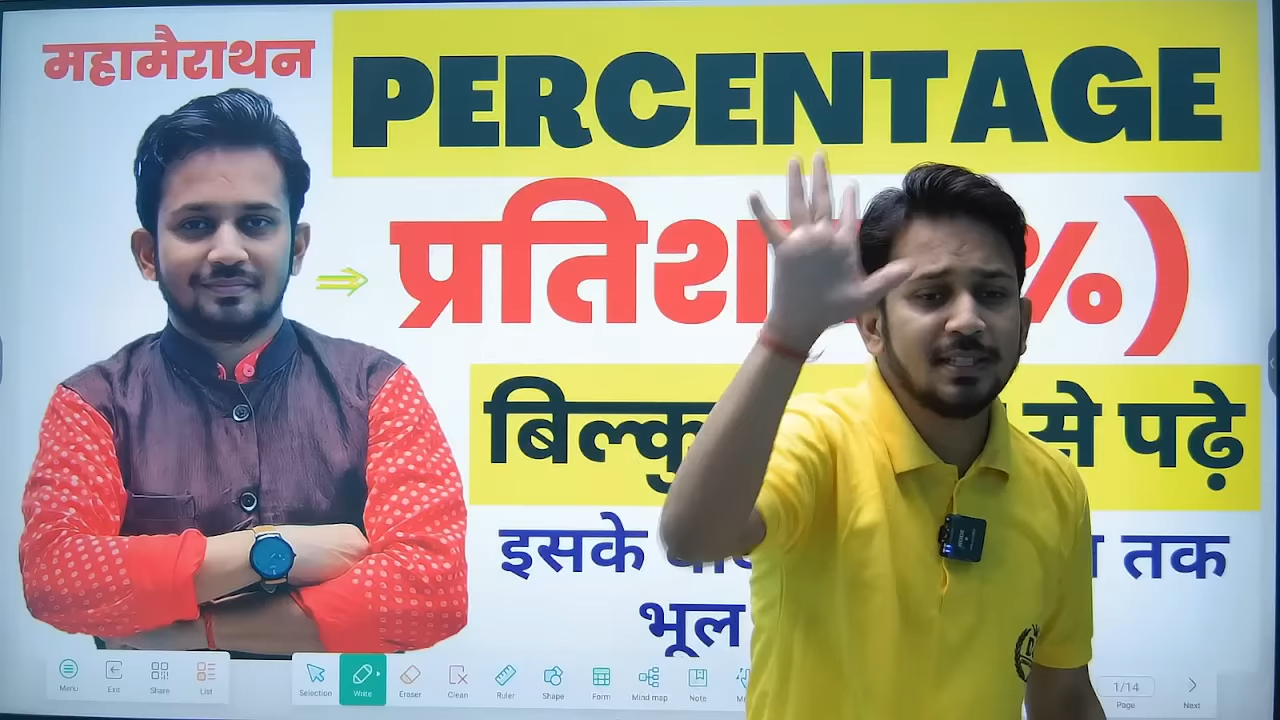 महामैराथन
PERCENTAGE
%)
से पढ़े
इसके तक
भूल
Menu Exit Share List Selection Write Eraser Clean Ruler Shape Form Mind map Note 1/14 Page Next